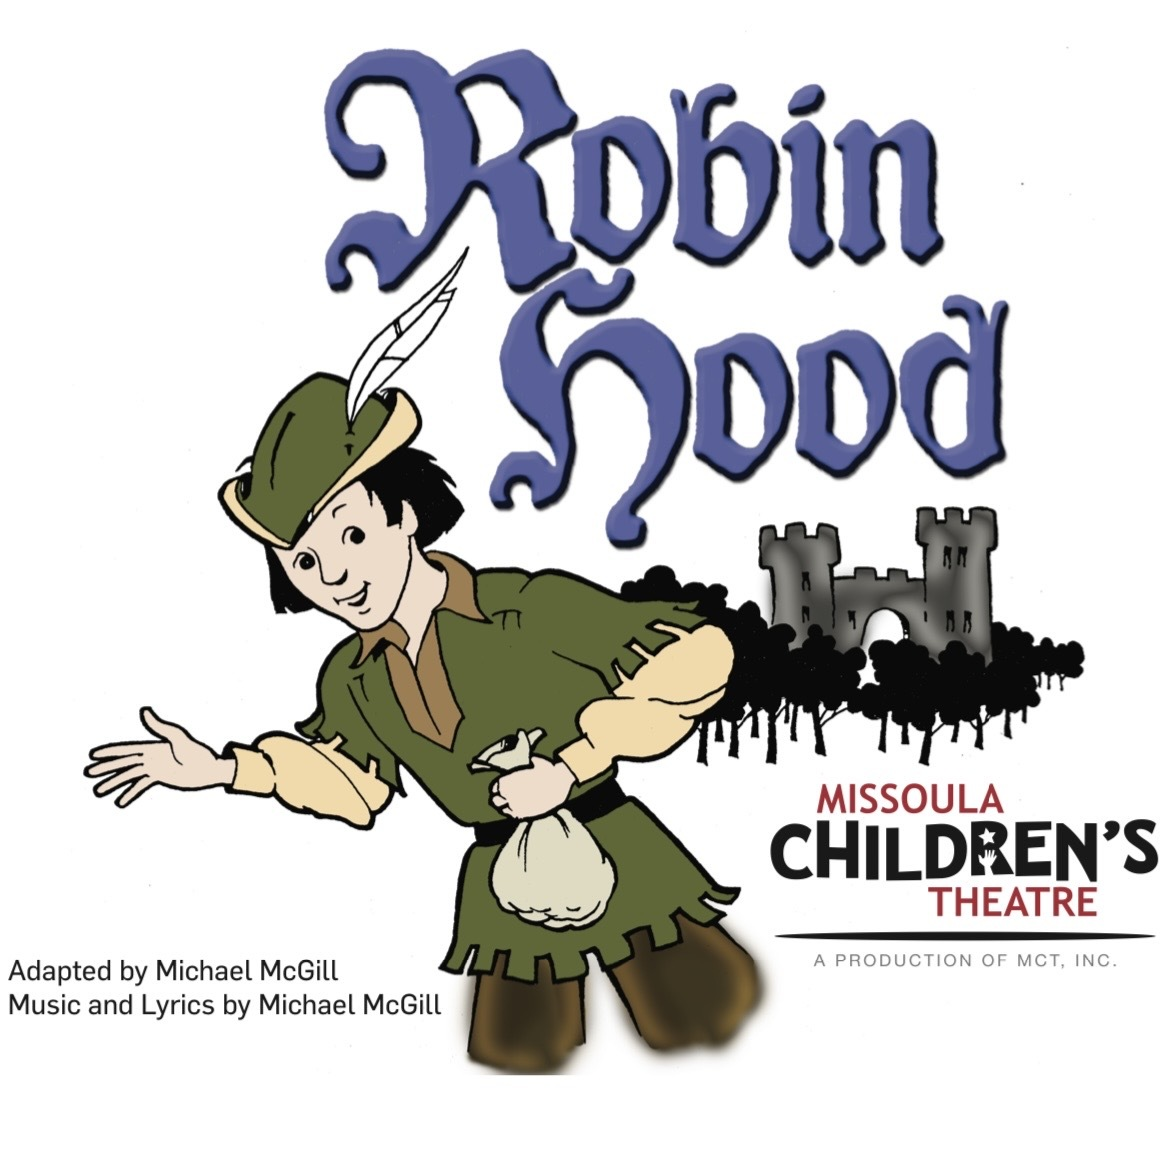 Robin
Hood
MISSOULA
CHILDREN'S
THEATRE
A PRODUCTION OF MCT, INC.
Adapted by Michael McGill
Music and Lyrics by Michael McGill